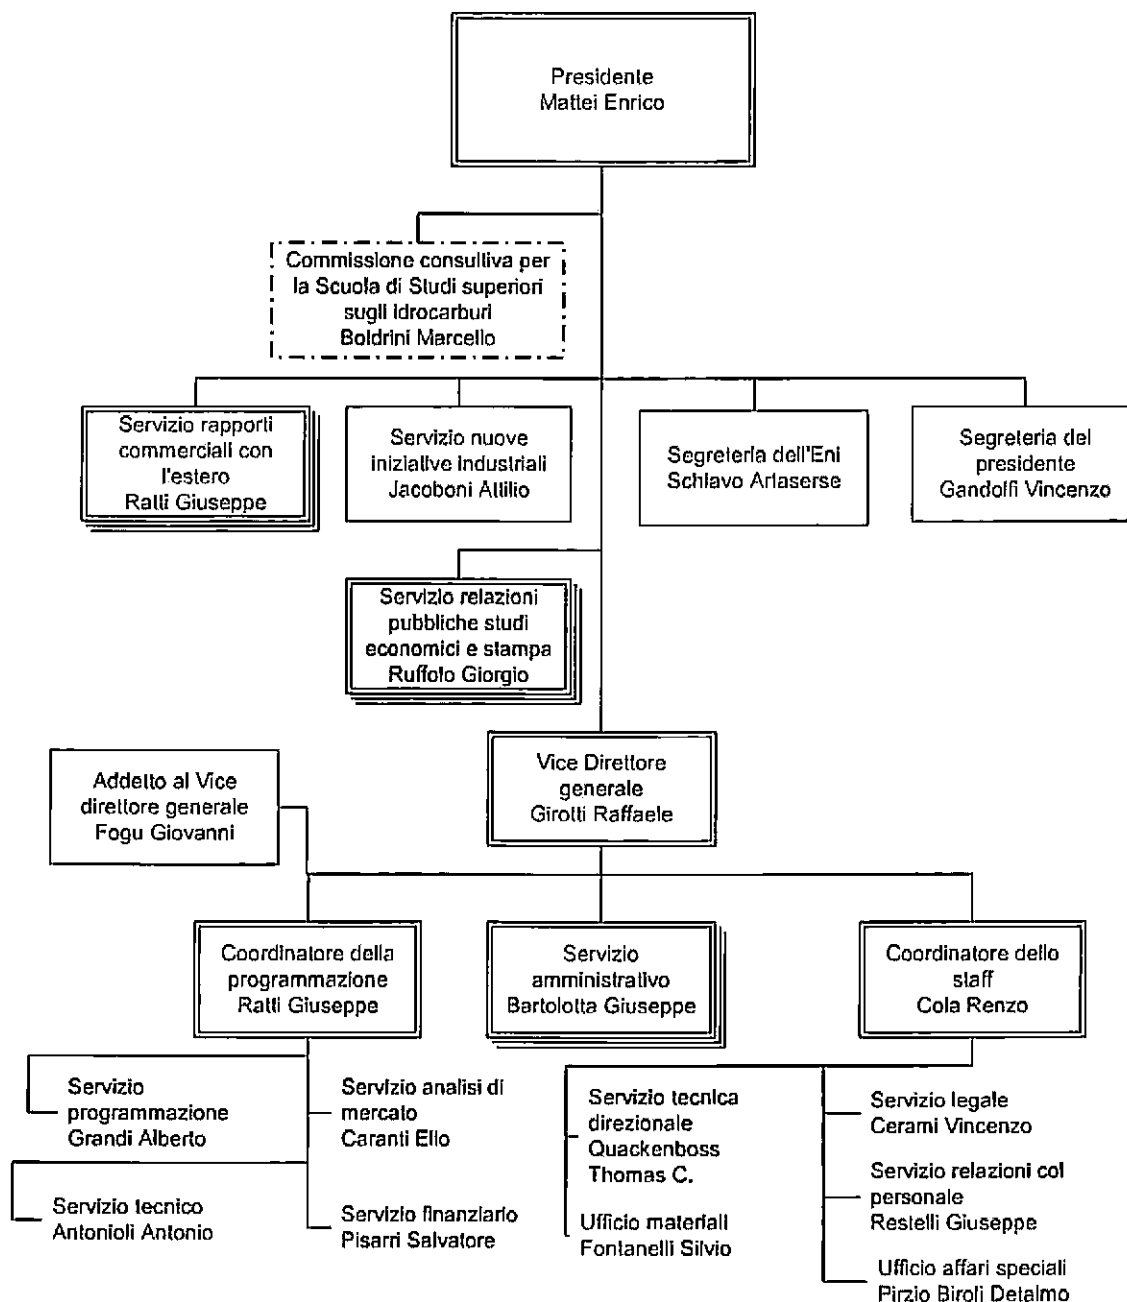 Presidente
Mattei Enrico
Commissione consultiva per
la Scuola di Studi superiori
sugli idrocarburi
Boldrini Marcello
Servizio rapporti
commerciali con
l'estero
Ratti Giuseppe
Servizio nuove
iniziative industriali
Jacoboni Attilio
Segreteria dell'Eni
Schiavo Artaserse
Segreteria del
presidente
Gandolfi Vincenzo
Servizio relazioni
pubbliche studi
economici e stampa
Ruffolo Giorgio
Vice Direttore
generale
Girotti Raffaele
Addetto al Vice
direttore generale
Fogu Giovanni
Coordinatore della
programmazione
Ratti Giuseppe
Servizio
amministrativo
Bartolotta Giuseppe
Coordinatore dello
staff
Cola Renzo
Servizio
programmazione
Grandi Alberto
Servizio analisi di
mercato
Caranti Elio
Servizio tecnico
Antonioli Antonio
Servizio finanziario
Pisarri Salvatore
Servizio tecnica
direzionale
Quackenboss
Thomas C.
Ufficio materiali
Fontanelli Silvio
Servizio legale
Cerami Vincenzo
Servizio relazioni col
personale
Restelli Giuseppe
Ufficio affari speciali
Pirzio Biroli Detalmo